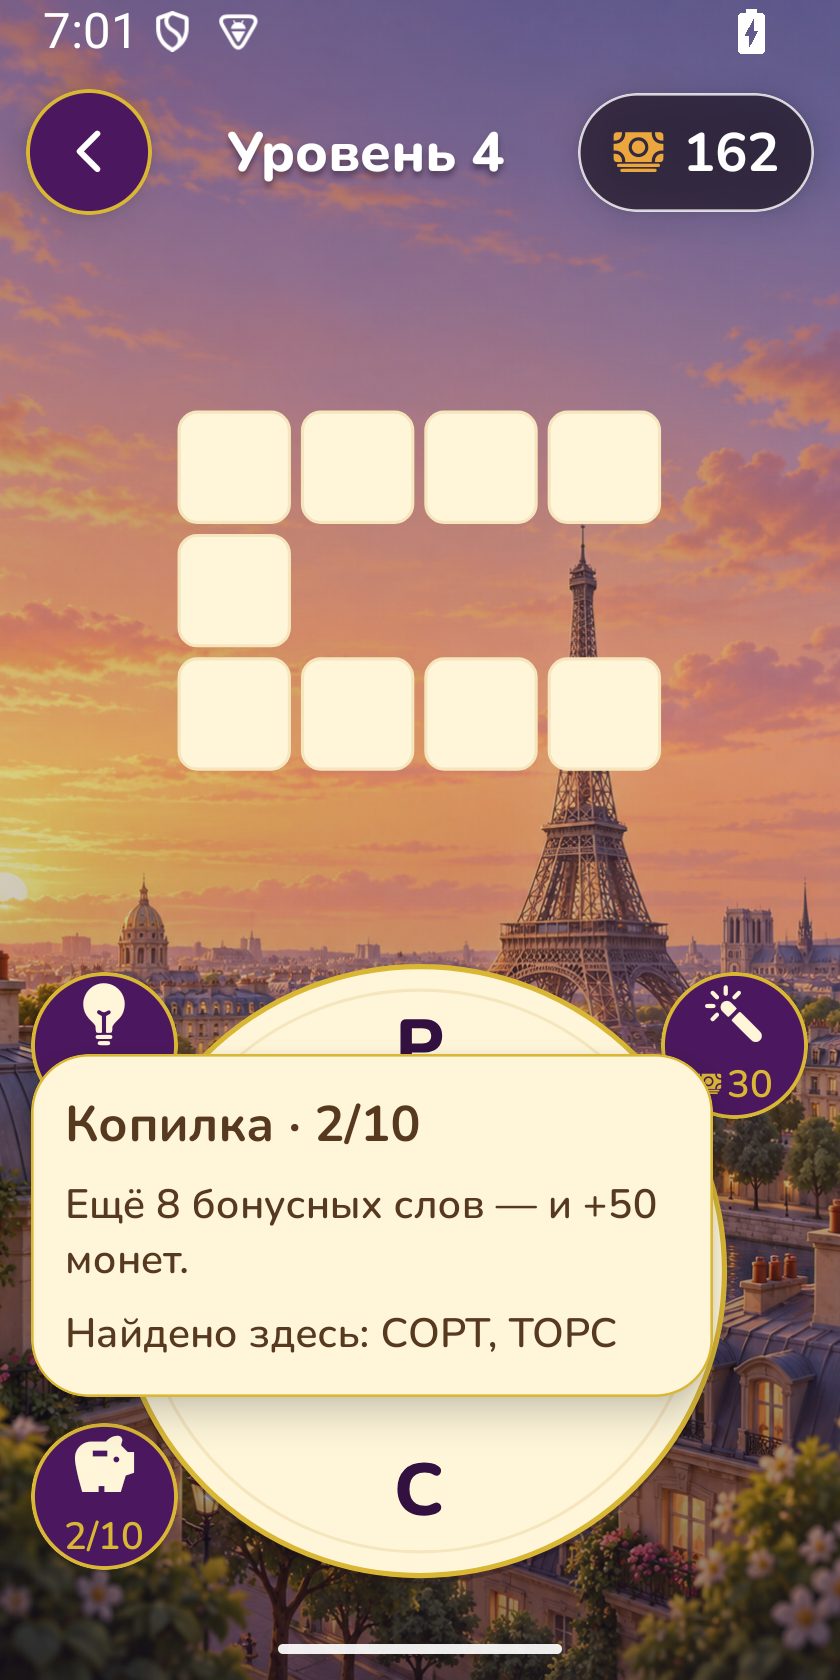 7:01
Уровень 4
162
Р
30
Копилка · 2/10
Ещё 8 бонусных слов — и +50
монет.
Найдено здесь: СОРТ, ТОРС
С
2/10